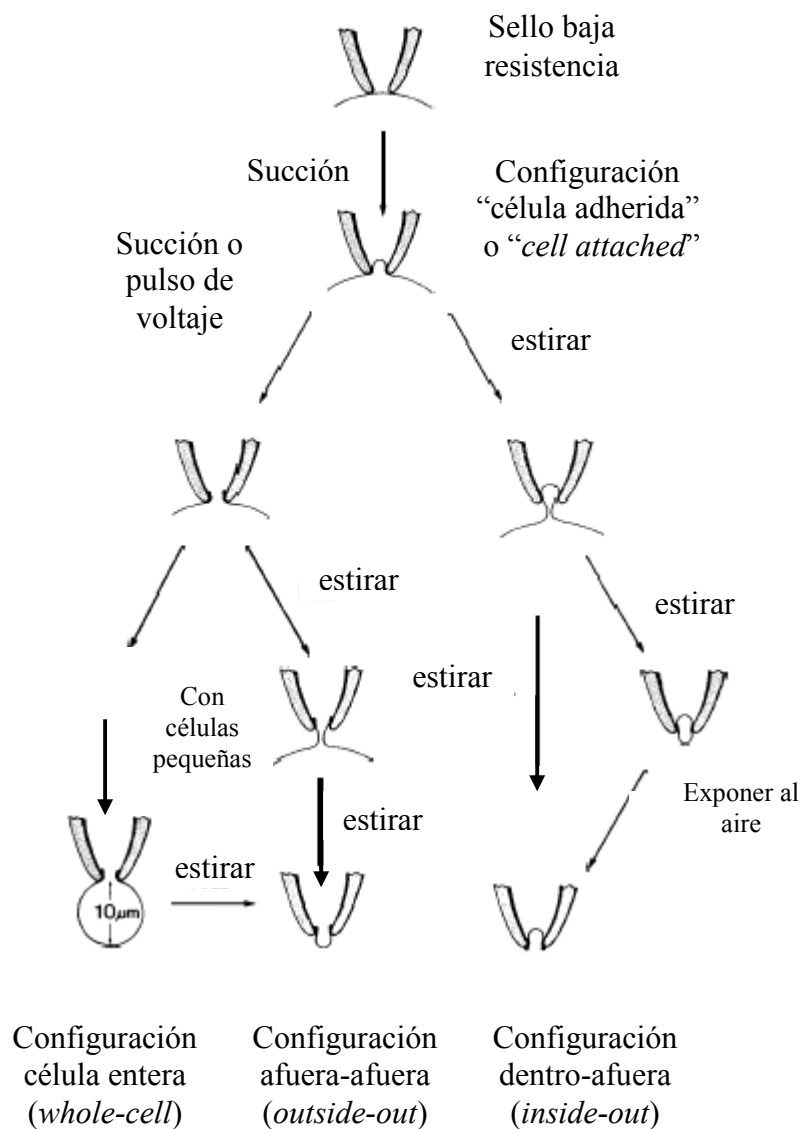 Sello baja
resistencia
Succión
Configuración
“célula adherida”
o “cell attached”
Succión o
pulso de
voltaje
estirar
estirar
estirar
estirar
Con
células
pequeñas
Exponer al
aire
estirar
estirar
10µm
Configuración
célula entera
(whole-cell)
Configuración
afuera-afuera
(outside-out)
Configuración
dentro-afuera
(inside-out)